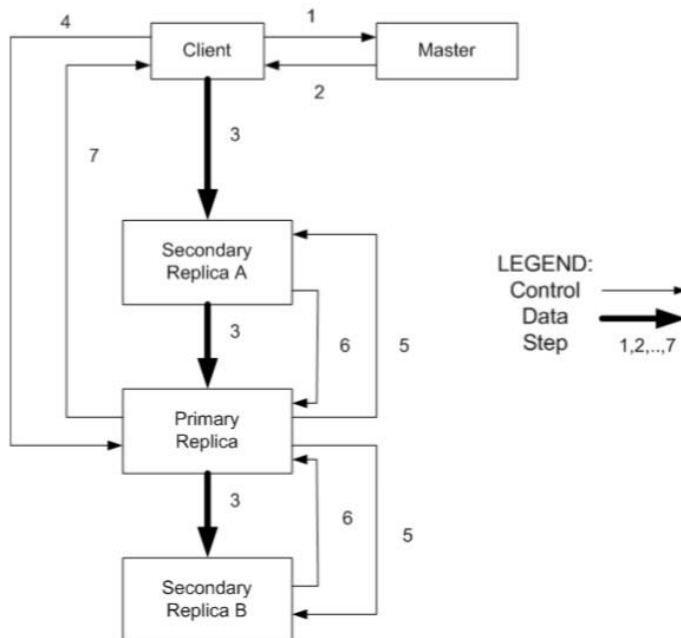 4
1
Client
Master
2
3
7
Secondary
Replica A
LEGEND:
Control
Data
Step 1,2,..,7
3
6
5
Primary
Replica
3
6
5
Secondary
Replica B